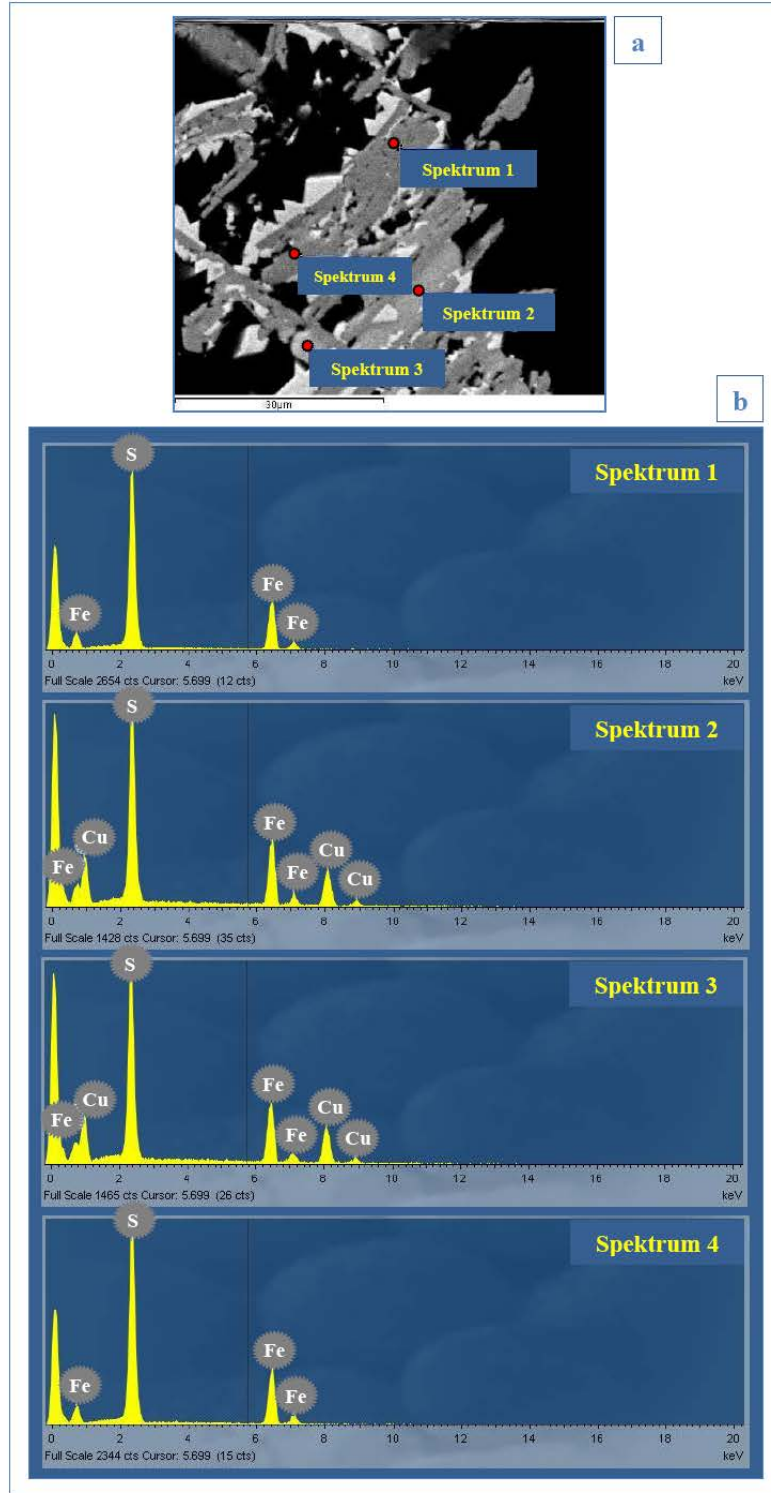 a
Spektrum 1
Spektrum 4
Spektrum 2
Spektrum 3
30µm
b
S
Spektrum 1
Fe
Fe
Fe
0 2 4 6 8 10 12 14 16 18 20
Full Scale 2654 cts Cursor: 5.699 (12 cts) keV
S
Spektrum 2
Fe
Cu
Cu
Fe
Fe
Cu
0 2 4 6 8 10 12 14 16 18 20
Full Scale 1428 cts Cursor: 5.699 (35 cts) keV
S
Spektrum 3
Fe
Cu
Cu
Fe
Fe
Cu
0 2 4 6 8 10 12 14 16 18 20
Full Scale 1465 cts Cursor: 5.699 (26 cts) keV
S
Spektrum 4
Fe
Fe
Fe
0 2 4 6 8 10 12 14 16 18 20
Full Scale 2344 cts Cursor: 5.699 (15 cts) keV